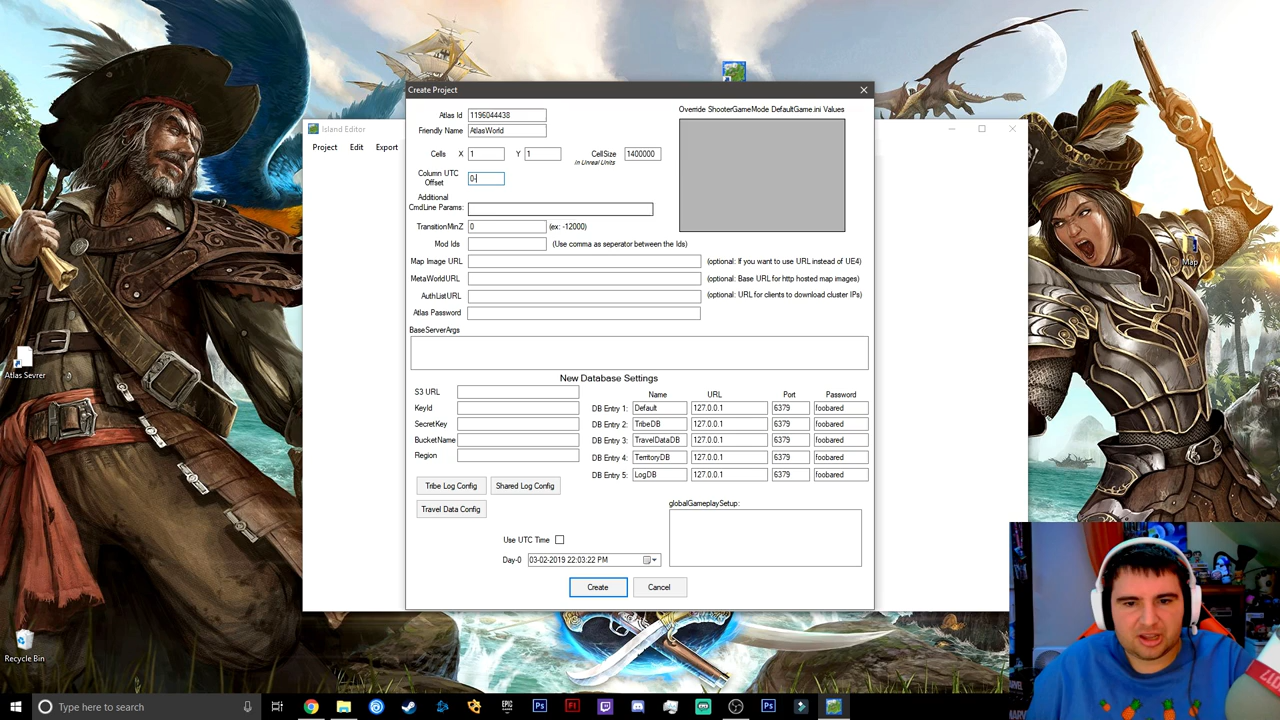 Create Project
Atlas Id 1196044438
Override ShooterGameMode DefaultGame.ini Values
Friendly Name AtlasWorld
Island Editor
Project Edit Export
Cells X 1 Y 1 CellSize 1400000
in Unreal Units
Column UTC
Offset 0-
Additional
CmdLine Params:
TransitionMinZ 0 (ex: -12000)
Mod Ids (Use comma as seperator between the Ids)
Map Image URL (optional: If you want to use URL instead of UE4)
MetaWorldURL (optional: Base URL for http hosted map images)
AuthListURL (optional: URL for clients to download cluster IPs)
Atlas Password
BaseServerArgs
New Database Settings
S3 URL
KeyId
SecretKey
BucketName
Region
Name URL Port Password
DB Entry 1: Default 127.0.0.1 6379 foobared
DB Entry 2: TribeDB 127.0.0.1 6379 foobared
DB Entry 3: TravelDataDB 127.0.0.1 6379 foobared
DB Entry 4: TerritoryDB 127.0.0.1 6379 foobared
DB Entry 5: LogDB 127.0.0.1 6379 foobared
Tribe Log Config Shared Log Config
Travel Data Config
globalGameplaySetup:
Use UTC Time
Day-0 03-02-2019 22:03:22 PM
Create Cancel
Map
Atlas Sevrer
Recycle Bin
Type here to search
EPIC
Ps
Ps